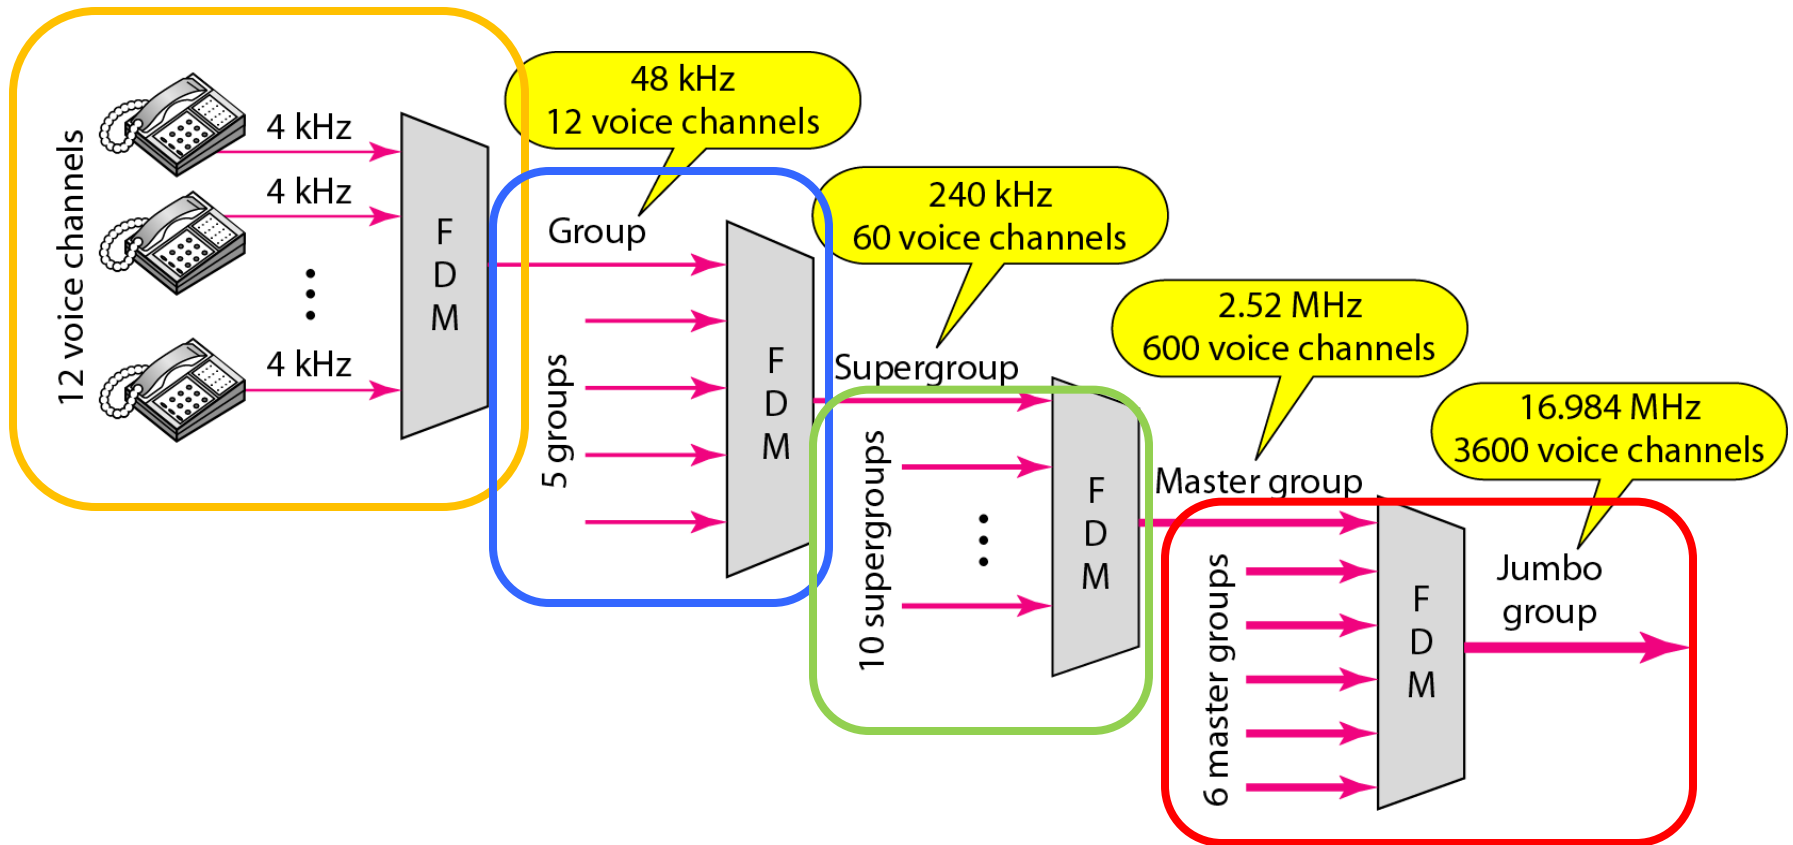 12 voice channels
4 kHz
4 kHz
4 kHz
F
D
M
48 kHz
12 voice channels
Group
5 groups
F
D
M
240 kHz
60 voice channels
Supergroup
10 supergroups
F
D
M
2.52 MHz
600 voice channels
Master group
6 master groups
F
D
M
16.984 MHz
3600 voice channels
Jumbo
group